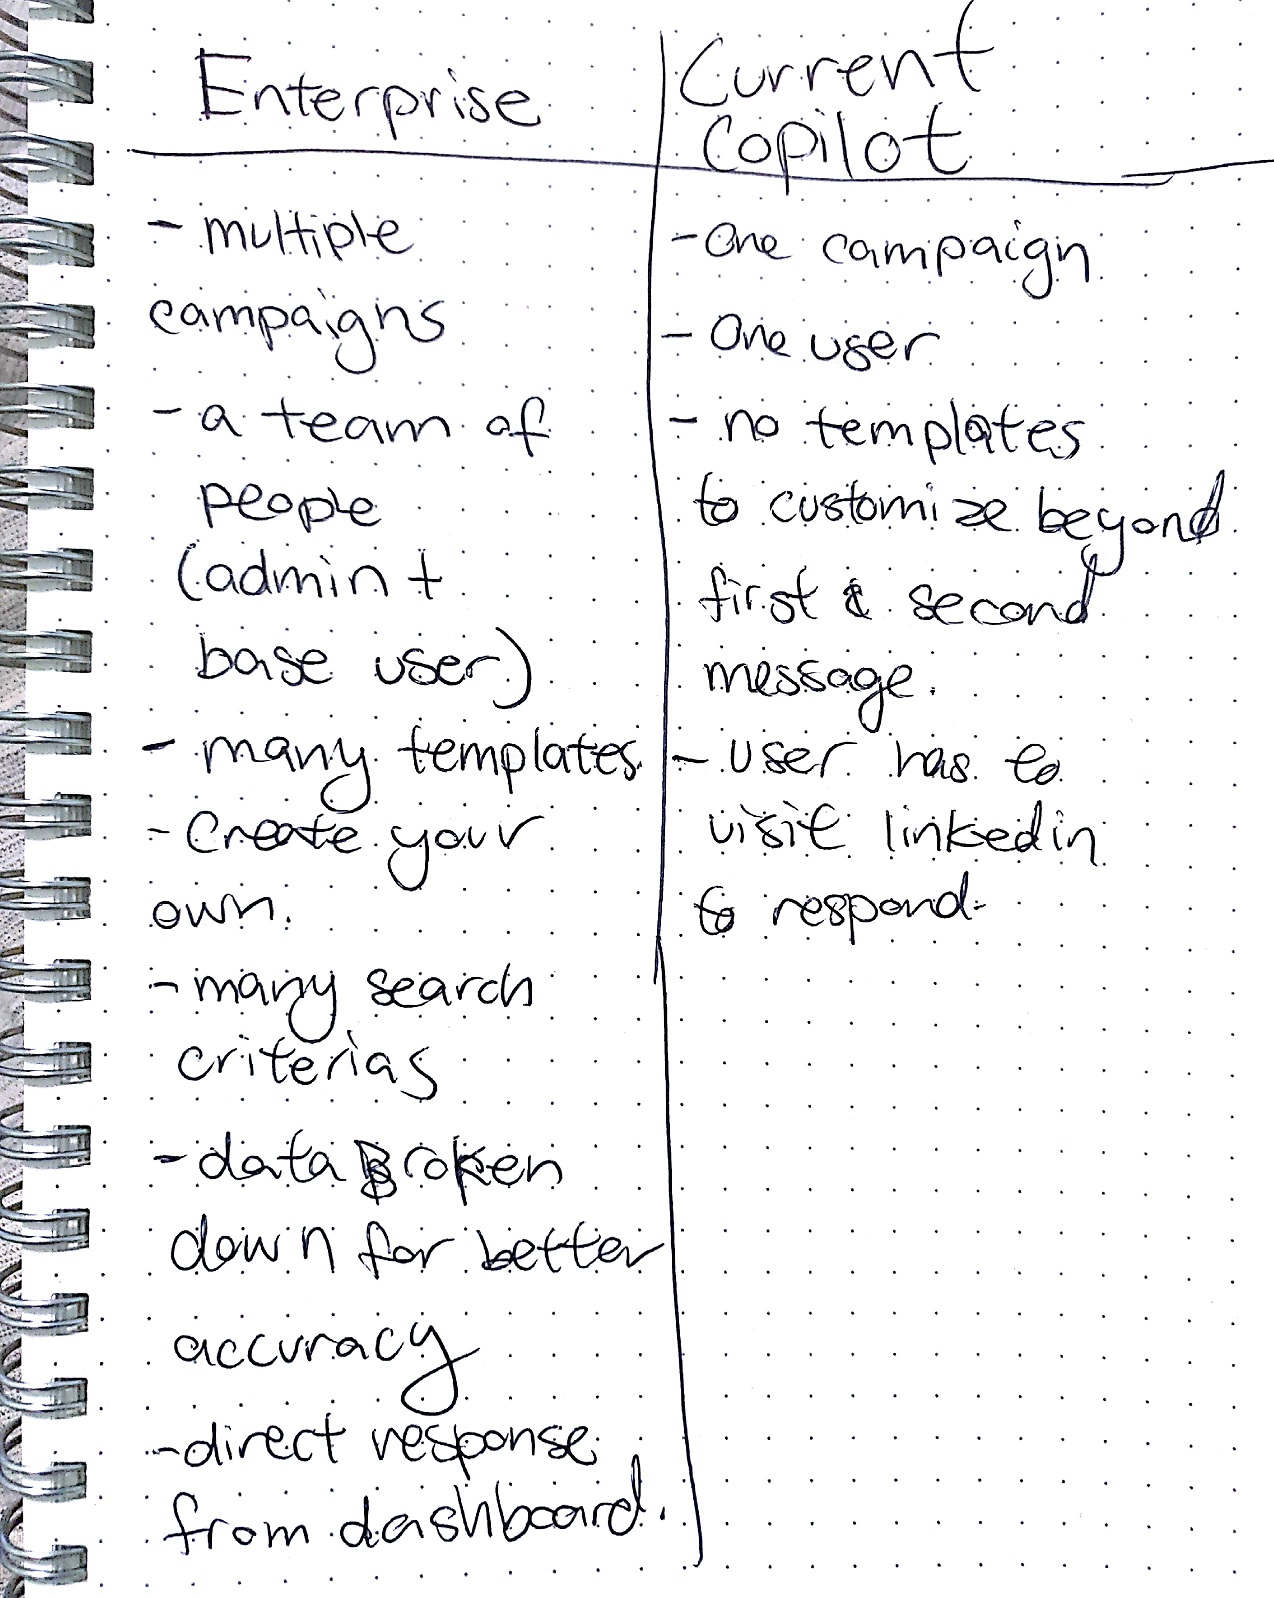 Enterprise
- multiple
campaigns
- a team of
people
(admin +
base user)
- many templates
- Create your
own.
- many search
criterias
- data Broken
down for better
accuracy
- direct response
from dashboard.
Current
Copilot
- One campaign
- One user
- no templates
to customize beyond
first & second
message.
- user has to
visit linkedin
to respond.